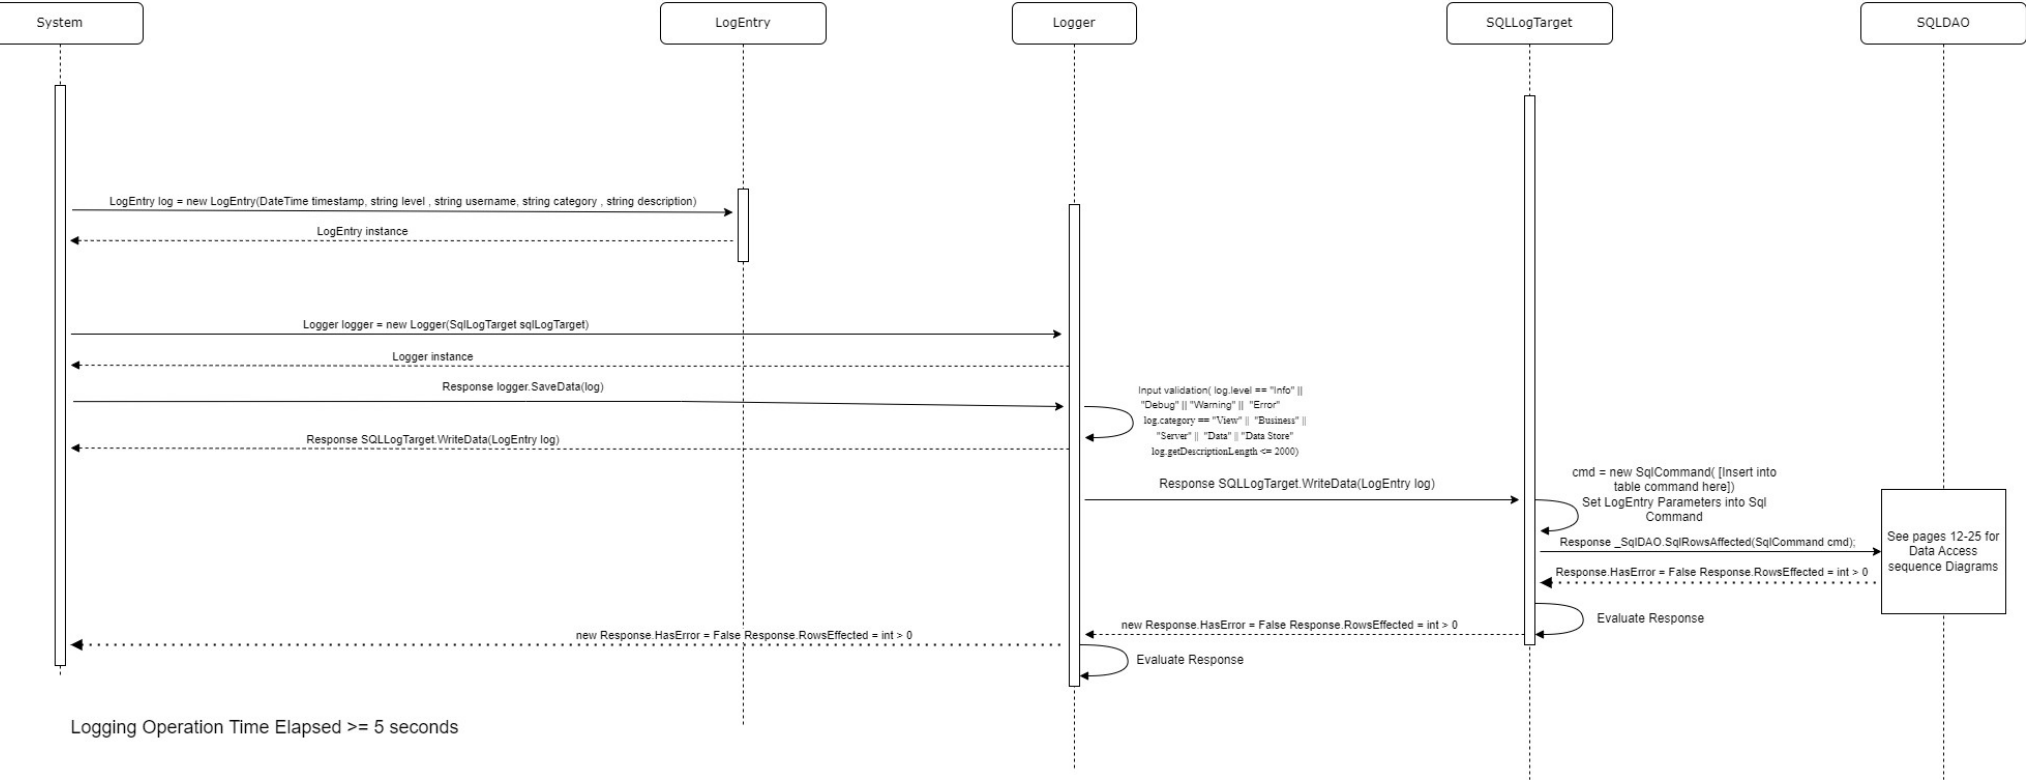 System
LogEntry
Logger
SQLLogTarget
SQLDAO
LogEntry log = new LogEntry(DateTime timestamp, string level , string username, string category , string description)
LogEntry instance
Logger logger = new Logger(SqlLogTarget sqlLogTarget)
Logger instance
Response logger.SaveData(log)
Input validation( log.level == "Info" ||
"Debug" || "Warning" ||  "Error"
log.category == "View" ||  "Business" ||
"Server" ||  "Data" || "Data Store"
log.getDescriptionLength <= 2000)
Response SQLLogTarget.WriteData(LogEntry log)
Response SQLLogTarget.WriteData(LogEntry log)
cmd = new SqlCommand( [Insert into
table command here])
Set LogEntry Parameters into Sql
Command
Response _SqlDAO.SqlRowsAffected(SqlCommand cmd);
See pages 12-25 for
Data Access
sequence Diagrams
Response.HasError = False Response.RowsEffected = int > 0
Evaluate Response
new Response.HasError = False Response.RowsEffected = int > 0
new Response.HasError = False Response.RowsEffected = int > 0
Evaluate Response
Logging Operation Time Elapsed >= 5 seconds